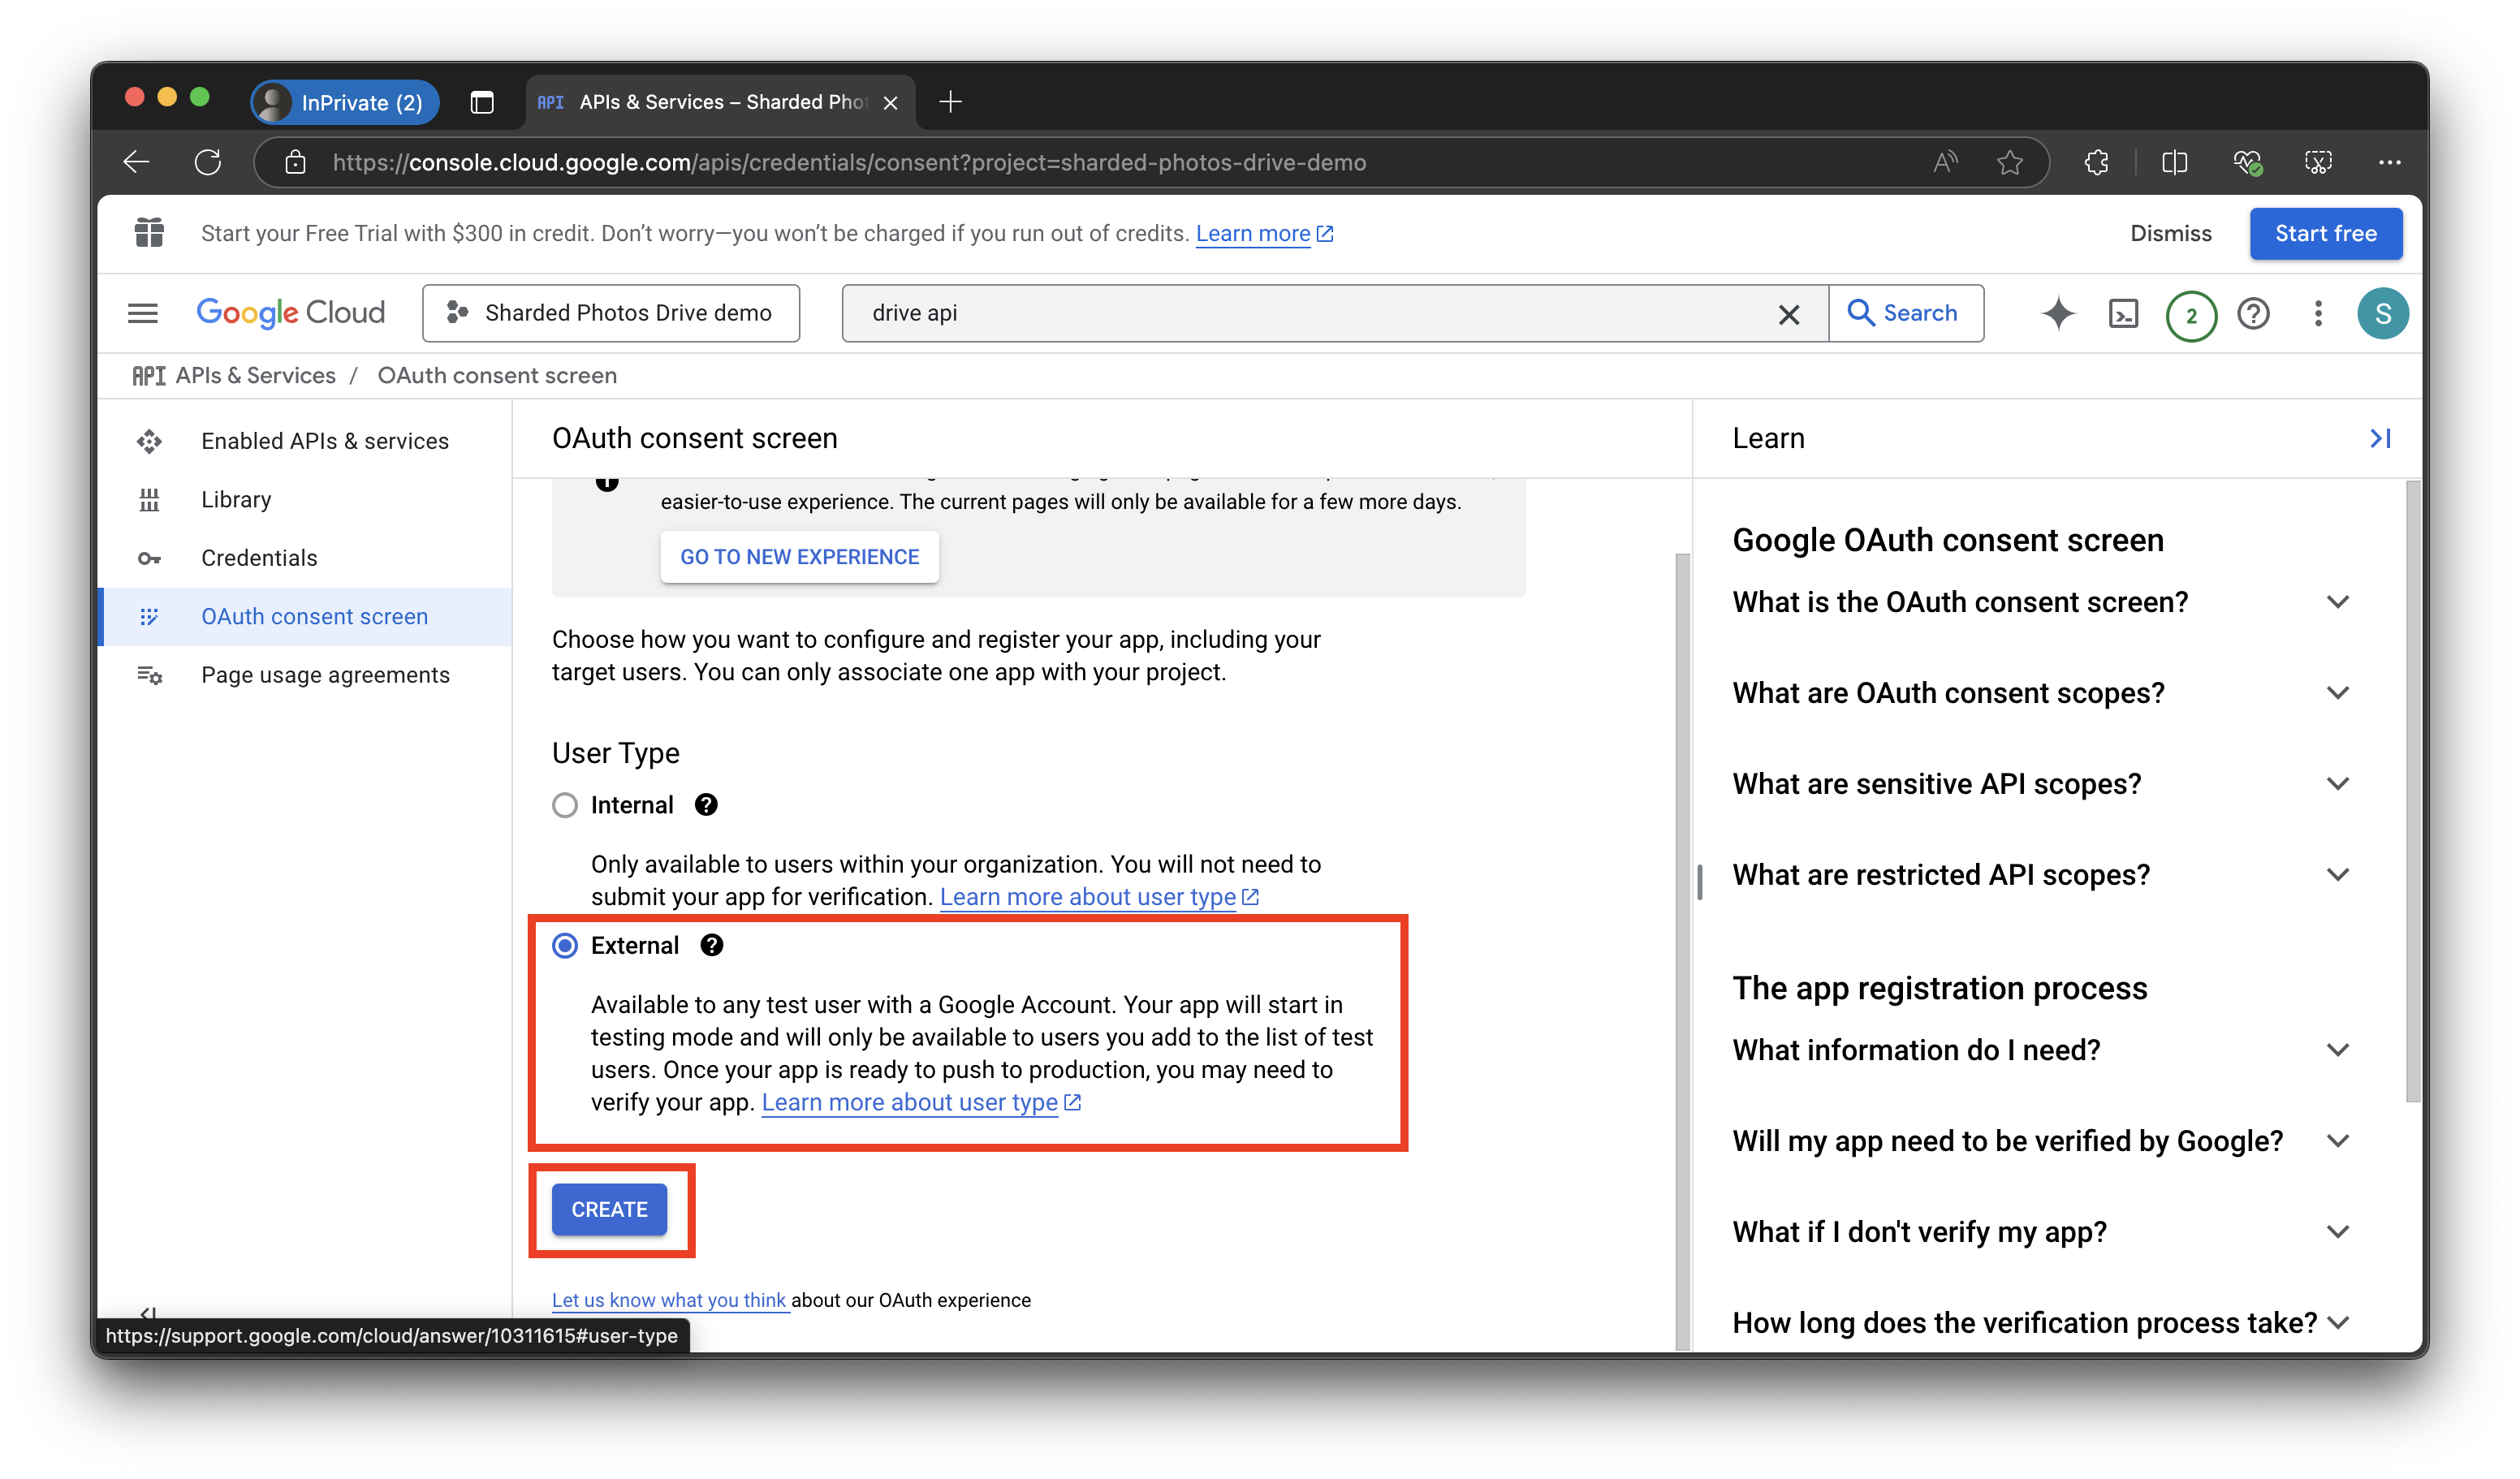 InPrivate (2)
API APIs & Services – Sharded Pho
https://console.cloud.google.com/apis/credentials/consent?project=sharded-photos-drive-demo
Start your Free Trial with $300 in credit. Don't worry—you won't be charged if you run out of credits. Learn more
Dismiss
Start free
Google Cloud
Sharded Photos Drive demo
drive api
Search
2
S
API APIs & Services / OAuth consent screen
Enabled APIs & services
Library
Credentials
OAuth consent screen
Page usage agreements
OAuth consent screen
easier-to-use experience. The current pages will only be available for a few more days.
GO TO NEW EXPERIENCE
Choose how you want to configure and register your app, including your
target users. You can only associate one app with your project.
User Type
Internal
Only available to users within your organization. You will not need to
submit your app for verification. Learn more about user type
External
Available to any test user with a Google Account. Your app will start in
testing mode and will only be available to users you add to the list of test
users. Once your app is ready to push to production, you may need to
verify your app. Learn more about user type
CREATE
Let us know what you think about our OAuth experience
Learn
Google OAuth consent screen
What is the OAuth consent screen?
What are OAuth consent scopes?
What are sensitive API scopes?
What are restricted API scopes?
The app registration process
What information do I need?
Will my app need to be verified by Google?
What if I don't verify my app?
How long does the verification process take?
https://support.google.com/cloud/answer/10311615#user-type